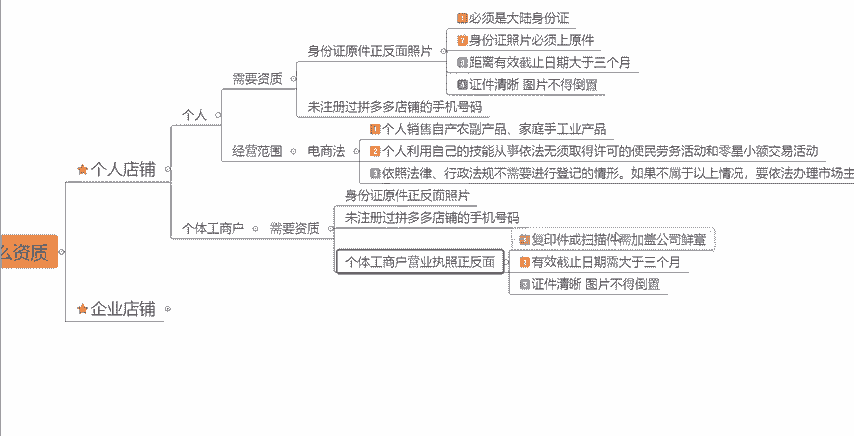 么资质
个人店铺
个人
需要资质
身份证原件正反面照片
1 必须是大陆身份证
2 身份证照片必须上原件
3 距离有效截止日期大于三个月
4 证件清晰 图片不得倒置
未注册过拼多多店铺的手机号码
经营范围
电商法
1 个人销售自产农副产品、家庭手工业产品
2 个人利用自己的技能从事依法无须取得许可的便民劳务活动和零星小额交易活动
3 依照法律、行政法规不需要进行登记的情形。如果不属于以上情况，要依法办理市场主
个体工商户
需要资质
身份证原件正反面照片
未注册过拼多多店铺的手机号码
个体工商户营业执照正反面
1 复印件或扫描件需加盖公司鲜章
2 有效截止日期需大于三个月
3 证件清晰 图片不得倒置
企业店铺